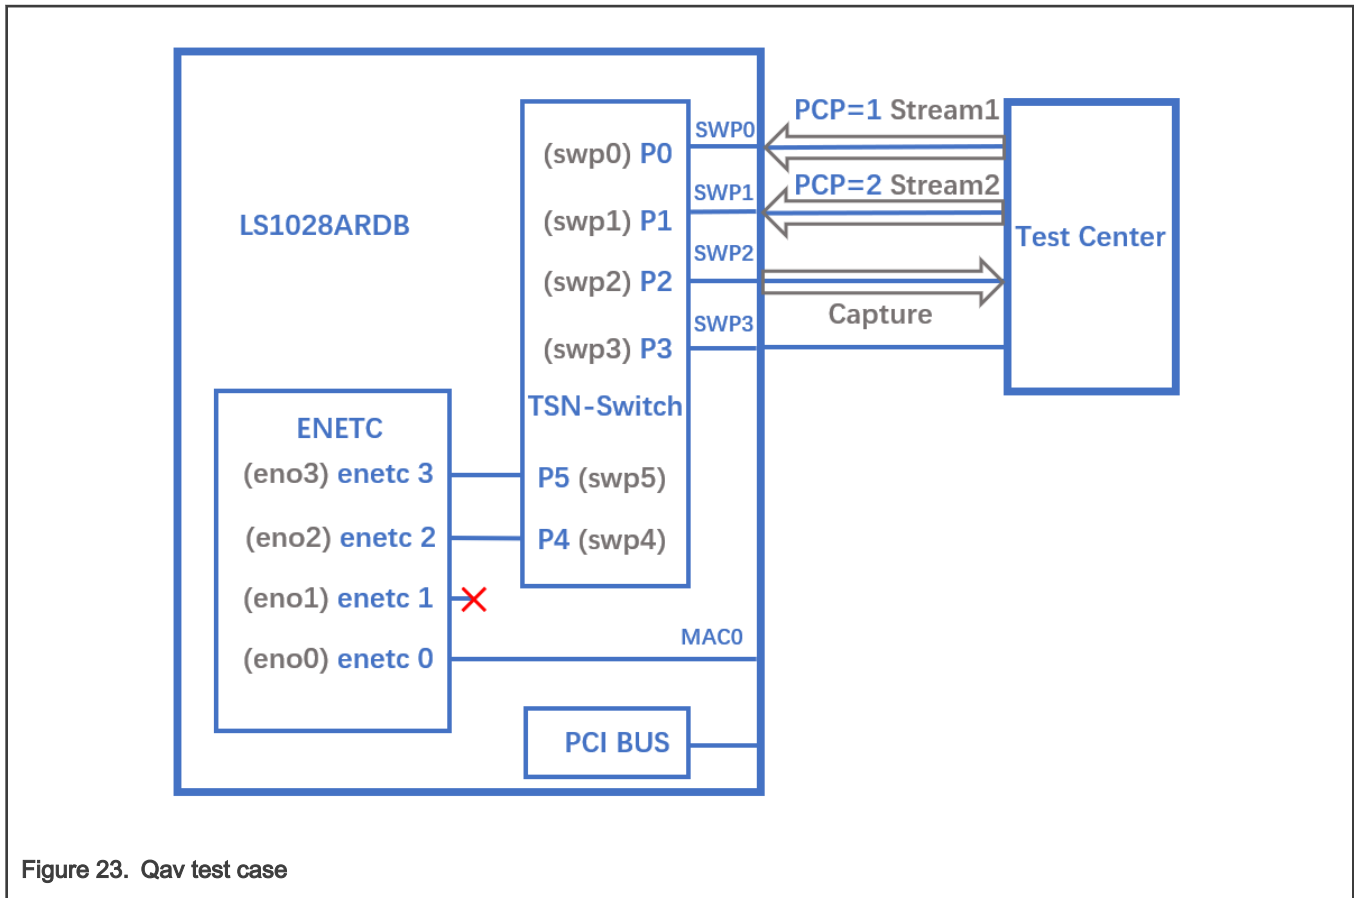 PCP=1 Stream1
SWP0
(swp0) P0
PCP=2 Stream2
SWP1
(swp1) P1
LS1028ARDB
Test Center
SWP2
(swp2) P2
Capture
SWP3
(swp3) P3
TSN-Switch
ENETC
(eno3) enetc 3
P5 (swp5)
(eno2) enetc 2
P4 (swp4)
(eno1) enetc 1
MAC0
(eno0) enetc 0
PCI BUS
Figure 23. Qav test case